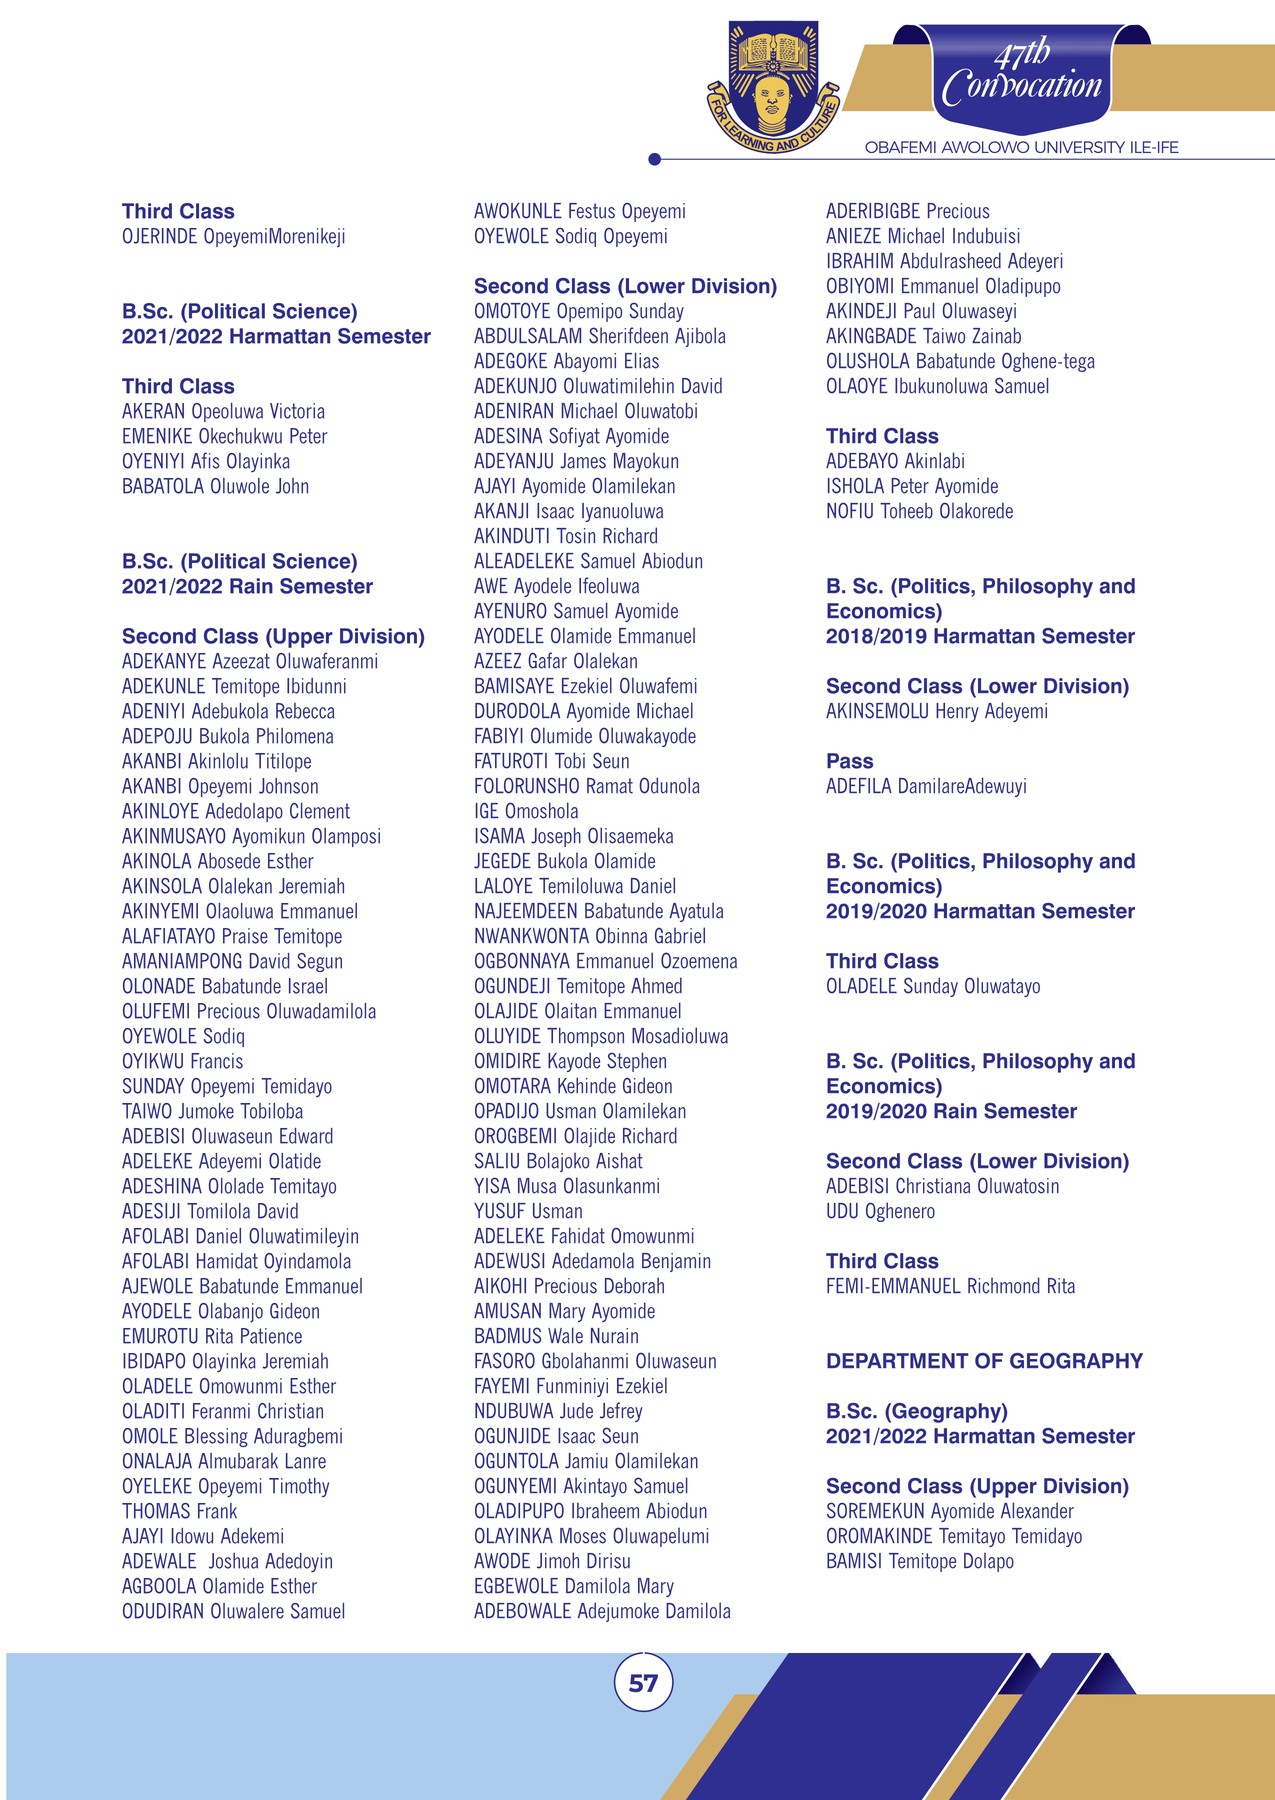 FOR LEARNING AND CULTURE
47th
Convocation
OBAFEMI AWOLOWO UNIVERSITY ILE-IFE
Third Class
OJERINDE OpeyemiMorenikeji
B.Sc. (Political Science)
2021/2022 Harmattan Semester
Third Class
AKERAN Opeoluwa Victoria
EMENIKE Okechukwu Peter
OYENIYI Afis Olayinka
BABATOLA Oluwole John
B.Sc. (Political Science)
2021/2022 Rain Semester
Second Class (Upper Division)
ADEKANYE Azeezat Oluwaferanmi
ADEKUNLE Temitope Ibidunni
ADENIYI Adebukola Rebecca
ADEPOJU Bukola Philomena
AKANBI Akinlolu Titilope
AKANBI Opeyemi Johnson
AKINLOYE Adedolapo Clement
AKINMUSAYO Ayomikun Olamposi
AKINOLA Abosede Esther
AKINSOLA Olalekan Jeremiah
AKINYEMI Olaoluwa Emmanuel
ALAFIATAYO Praise Temitope
AMANIAMPONG David Segun
OLONADE Babatunde Israel
OLUFEMI Precious Oluwadamilola
OYEWOLE Sodiq
OYIKWU Francis
SUNDAY Opeyemi Temidayo
TAIWO Jumoke Tobiloba
ADEBISI Oluwaseun Edward
ADELEKE Adeyemi Olatide
ADESHINA Ololade Temitayo
ADESIJI Tomilola David
AFOLABI Daniel Oluwatimileyin
AFOLABI Hamidat Oyindamola
AJEWOLE Babatunde Emmanuel
AYODELE Olabanjo Gideon
EMUROTU Rita Patience
IBIDAPO Olayinka Jeremiah
OLADELE Omowunmi Esther
OLADITI Feranmi Christian
OMOLE Blessing Aduragbemi
ONALAJA Almubarak Lanre
OYELEKE Opeyemi Timothy
THOMAS Frank
AJAYI Idowu Adekemi
ADEWALE  Joshua Adedoyin
AGBOOLA Olamide Esther
ODUDIRAN Oluwalere Samuel
AWOKUNLE Festus Opeyemi
OYEWOLE Sodiq Opeyemi
Second Class (Lower Division)
OMOTOYE Opemipo Sunday
ABDULSALAM Sherifdeen Ajibola
ADEGOKE Abayomi Elias
ADEKUNJO Oluwatimilehin David
ADENIRAN Michael Oluwatobi
ADESINA Sofiyat Ayomide
ADEYANJU James Mayokun
AJAYI Ayomide Olamilekan
AKANJI Isaac Iyanuoluwa
AKINDUTI Tosin Richard
ALEADELEKE Samuel Abiodun
AWE Ayodele Ifeoluwa
AYENURO Samuel Ayomide
AYODELE Olamide Emmanuel
AZEEZ Gafar Olalekan
BAMISAYE Ezekiel Oluwafemi
DURODOLA Ayomide Michael
FABIYI Olumide Oluwakayode
FATUROTI Tobi Seun
FOLORUNSHO Ramat Odunola
IGE Omoshola
ISAMA Joseph Olisaemeka
JEGEDE Bukola Olamide
LALOYE Temiloluwa Daniel
NAJEEMDEEN Babatunde Ayatula
NWANKWONTA Obinna Gabriel
OGBONNAYA Emmanuel Ozoemena
OGUNDEJI Temitope Ahmed
OLAJIDE Olaitan Emmanuel
OLUYIDE Thompson Mosadioluwa
OMIDIRE Kayode Stephen
OMOTARA Kehinde Gideon
OPADIJO Usman Olamilekan
OROGBEMI Olajide Richard
SALIU Bolajoko Aishat
YISA Musa Olasunkanmi
YUSUF Usman
ADELEKE Fahidat Omowunmi
ADEWUSI Adedamola Benjamin
AIKOHI Precious Deborah
AMUSAN Mary Ayomide
BADMUS Wale Nurain
FASORO Gbolahanmi Oluwaseun
FAYEMI Funminiyi Ezekiel
NDUBUWA Jude Jefrey
OGUNJIDE Isaac Seun
OGUNTOLA Jamiu Olamilekan
OGUNYEMI Akintayo Samuel
OLADIPUPO Ibraheem Abiodun
OLAYINKA Moses Oluwapelumi
AWODE Jimoh Dirisu
EGBEWOLE Damilola Mary
ADEBOWALE Adejumoke Damilola
ADERIBIGBE Precious
ANIEZE Michael Indubuisi
IBRAHIM Abdulrasheed Adeyeri
OBIYOMI Emmanuel Oladipupo
AKINDEJI Paul Oluwaseyi
AKINGBADE Taiwo Zainab
OLUSHOLA Babatunde Oghene-tega
OLAOYE Ibukunoluwa Samuel
Third Class
ADEBAYO Akinlabi
ISHOLA Peter Ayomide
NOFIU Toheeb Olakorede
B. Sc. (Politics, Philosophy and
Economics)
2018/2019 Harmattan Semester
Second Class (Lower Division)
AKINSEMOLU Henry Adeyemi
Pass
ADEFILA DamilareAdewuyi
B. Sc. (Politics, Philosophy and
Economics)
2019/2020 Harmattan Semester
Third Class
OLADELE Sunday Oluwatayo
B. Sc. (Politics, Philosophy and
Economics)
2019/2020 Rain Semester
Second Class (Lower Division)
ADEBISI Christiana Oluwatosin
UDU Oghenero
Third Class
FEMI-EMMANUEL Richmond Rita
DEPARTMENT OF GEOGRAPHY
B.Sc. (Geography)
2021/2022 Harmattan Semester
Second Class (Upper Division)
SOREMEKUN Ayomide Alexander
OROMAKINDE Temitayo Temidayo
BAMISI Temitope Dolapo
57